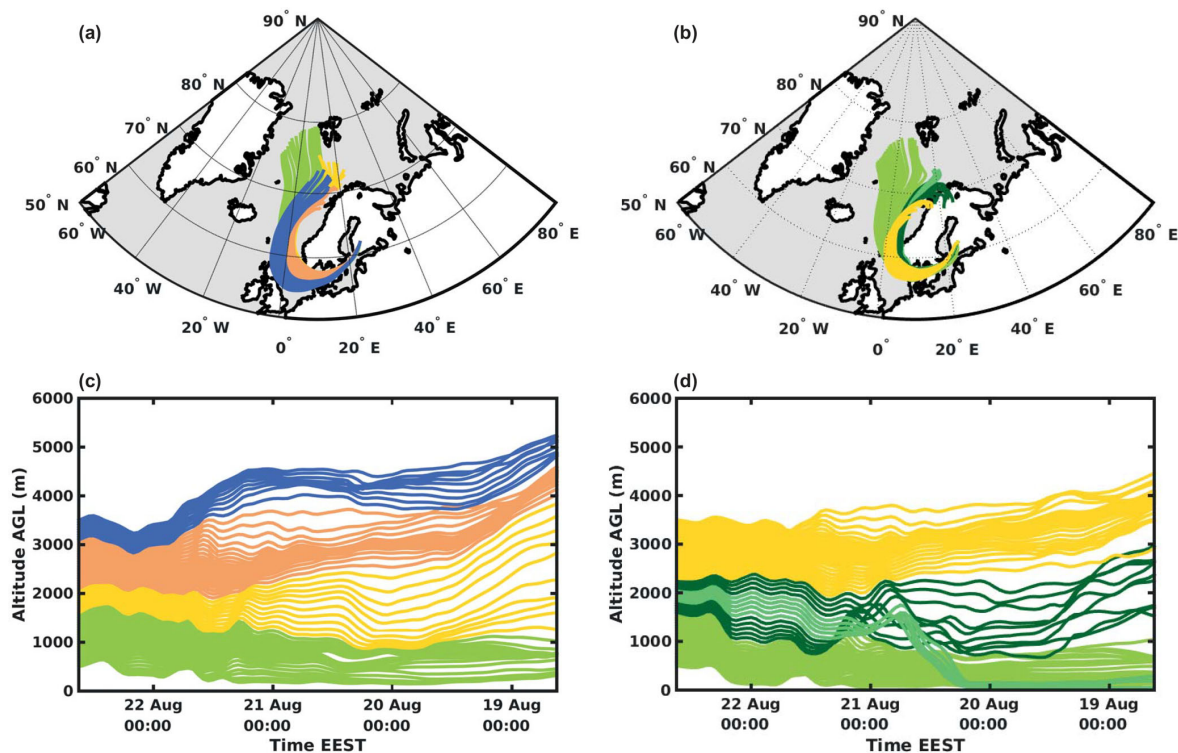 (a)
90° N
80° N
70° N
60° N
50° N
60° W
40° W
20° W
0°
20° E
40° E
60° E
80° E
(b)
90° N
80° N
70° N
60° N
50° N
60° W
40° W
20° W
0°
20° E
40° E
60° E
80° E
(c)
Altitude AGL (m)
6000
5000
4000
3000
2000
1000
0
22 Aug 21 Aug 20 Aug 19 Aug
00:00 00:00 00:00 00:00
Time EEST
(d)
Altitude AGL (m)
6000
5000
4000
3000
2000
1000
0
22 Aug 21 Aug 20 Aug 19 Aug
00:00 00:00 00:00 00:00
Time EEST